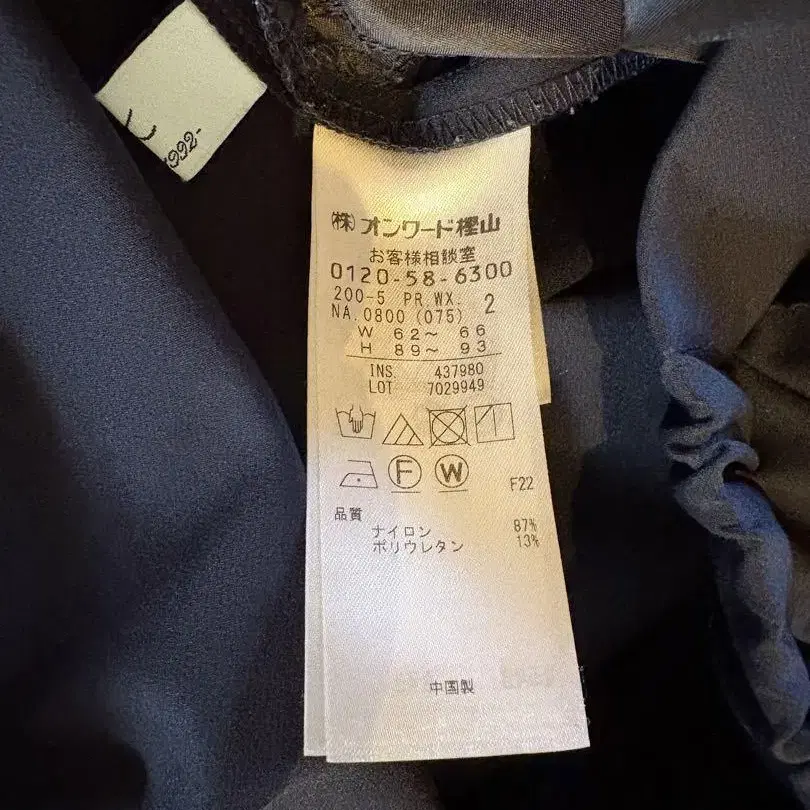 1992-
㈱オンワード樫山
お客様相談室
0120-58-6300
200-5 PR.WX. 2
NA.0800(075)
W 62～ 66
H 89～ 93
INS. 437980
LOT 7029949
F W
F22
品質
ナイロン 87%
ポリウレタン 13%
中国製